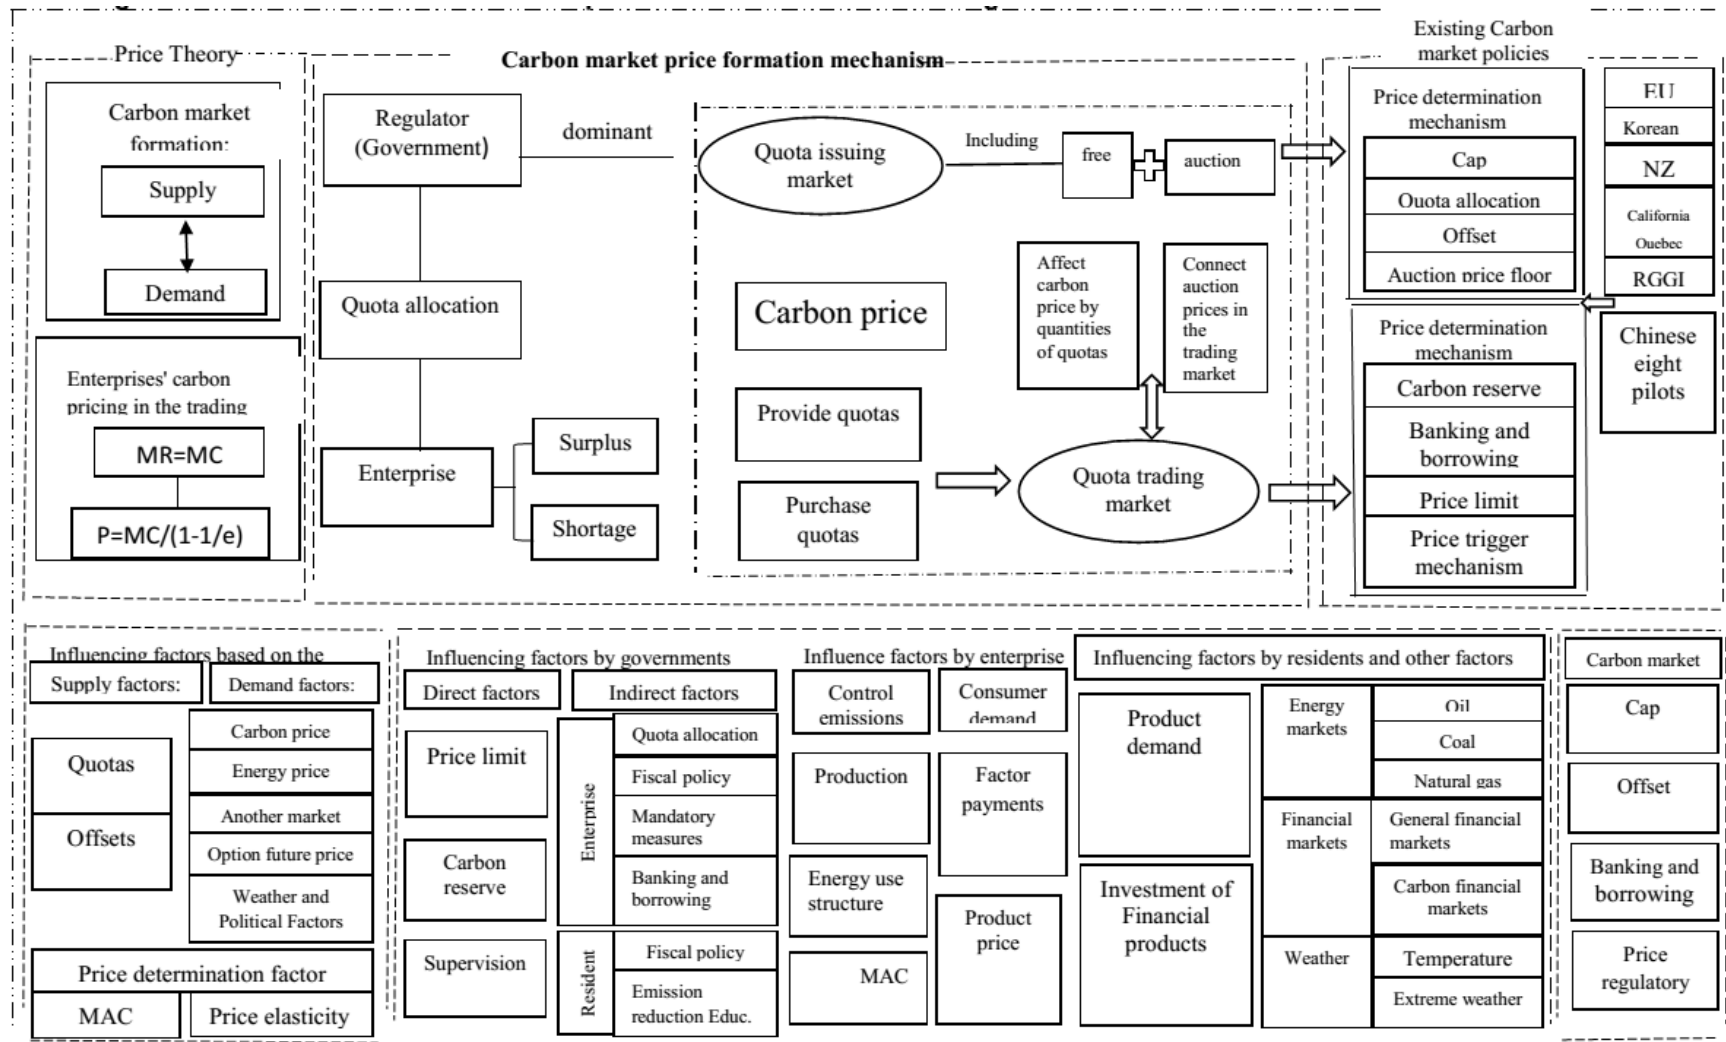 Price Theory
Carbon market
formation:
Supply
Demand
Enterprises' carbon
pricing in the trading
MR=MC
P=MC/(1-1/e)
Carbon market price formation mechanism
Regulator
(Government)
dominant
Quota allocation
Enterprise
Surplus
Shortage
Quota issuing
market
Including
free
auction
Carbon price
Provide quotas
Purchase
quotas
Affect
carbon
price by
quantities
of quotas
Connect
auction
prices in
the
trading
market
Quota trading
market
Existing Carbon
market policies
Price determination
mechanism
Cap
Quota allocation
Offset
Auction price floor
Price determination
mechanism
Carbon reserve
Banking and
borrowing
Price limit
Price trigger
mechanism
EU
Korean
NZ
California
Quebec
RGGI
Chinese
eight
pilots
Influencing factors based on the
Supply factors:
Demand factors:
Quotas
Offsets
Carbon price
Energy price
Another market
Option future price
Weather and
Political Factors
Price determination factor
MAC
Price elasticity
Influencing factors by governments
Direct factors
Indirect factors
Price limit
Carbon
reserve
Supervision
Enterprise
Quota allocation
Fiscal policy
Mandatory
measures
Banking and
borrowing
Resident
Fiscal policy
Emission
reduction Educ.
Influence factors by enterprise
Control
emissions
Consumer
demand
Production
Factor
payments
Energy use
structure
Product
price
MAC
Influencing factors by residents and other factors
Product
demand
Investment of
Financial
products
Energy
markets
Oil
Coal
Natural gas
Financial
markets
General financial
markets
Carbon financial
markets
Weather
Temperature
Extreme weather
Carbon market
Cap
Offset
Banking and
borrowing
Price
regulatory